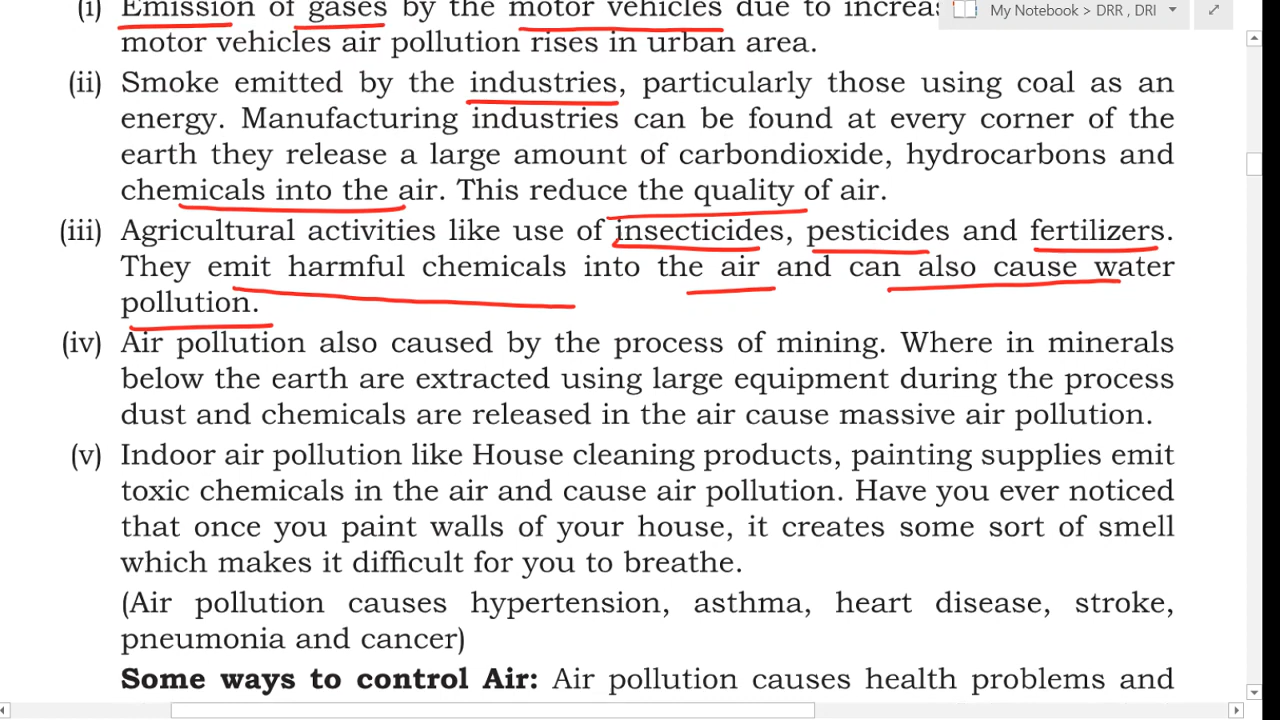 (i) Emission of gases by the motor vehicles due to increas
My Notebook > DRR , DRI
motor vehicles air pollution rises in urban area.
(ii) Smoke emitted by the industries, particularly those using coal as an
energy. Manufacturing industries can be found at every corner of the
earth they release a large amount of carbondioxide, hydrocarbons and
chemicals into the air. This reduce the quality of air.
(iii) Agricultural activities like use of insecticides, pesticides and fertilizers.
They emit harmful chemicals into the air and can also cause water
pollution.
(iv) Air pollution also caused by the process of mining. Where in minerals
below the earth are extracted using large equipment during the process
dust and chemicals are released in the air cause massive air pollution.
(v) Indoor air pollution like House cleaning products, painting supplies emit
toxic chemicals in the air and cause air pollution. Have you ever noticed
that once you paint walls of your house, it creates some sort of smell
which makes it difficult for you to breathe.
(Air pollution causes hypertension, asthma, heart disease, stroke,
pneumonia and cancer)
Some ways to control Air: Air pollution causes health problems and